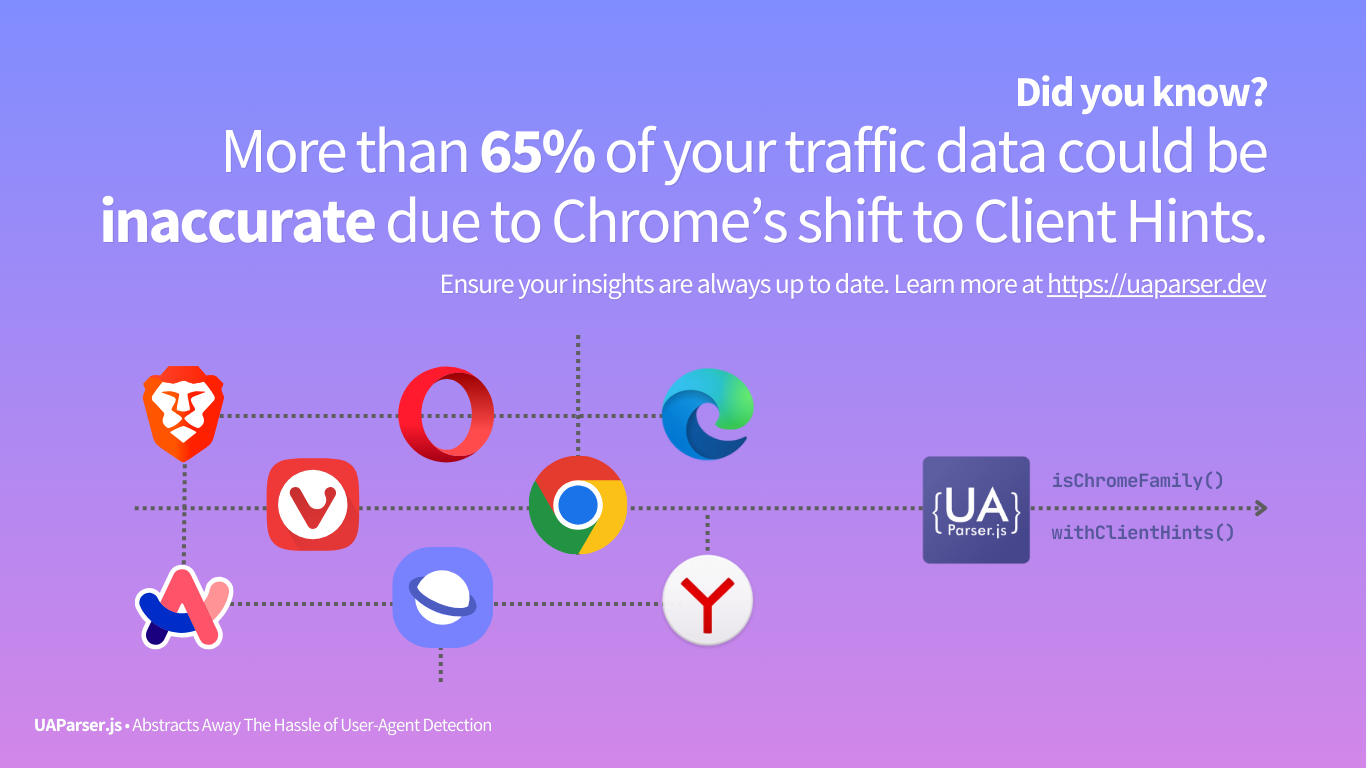 Did you know?
More than 65% of your traffic data could be
inaccurate due to Chrome’s shift to Client Hints.
Ensure your insights are always up to date. Learn more at https://uaparser.dev
{UA}
Parser.js
isChromeFamily()
withClientHints()
UAParser.js • Abstracts Away The Hassle of User-Agent Detection